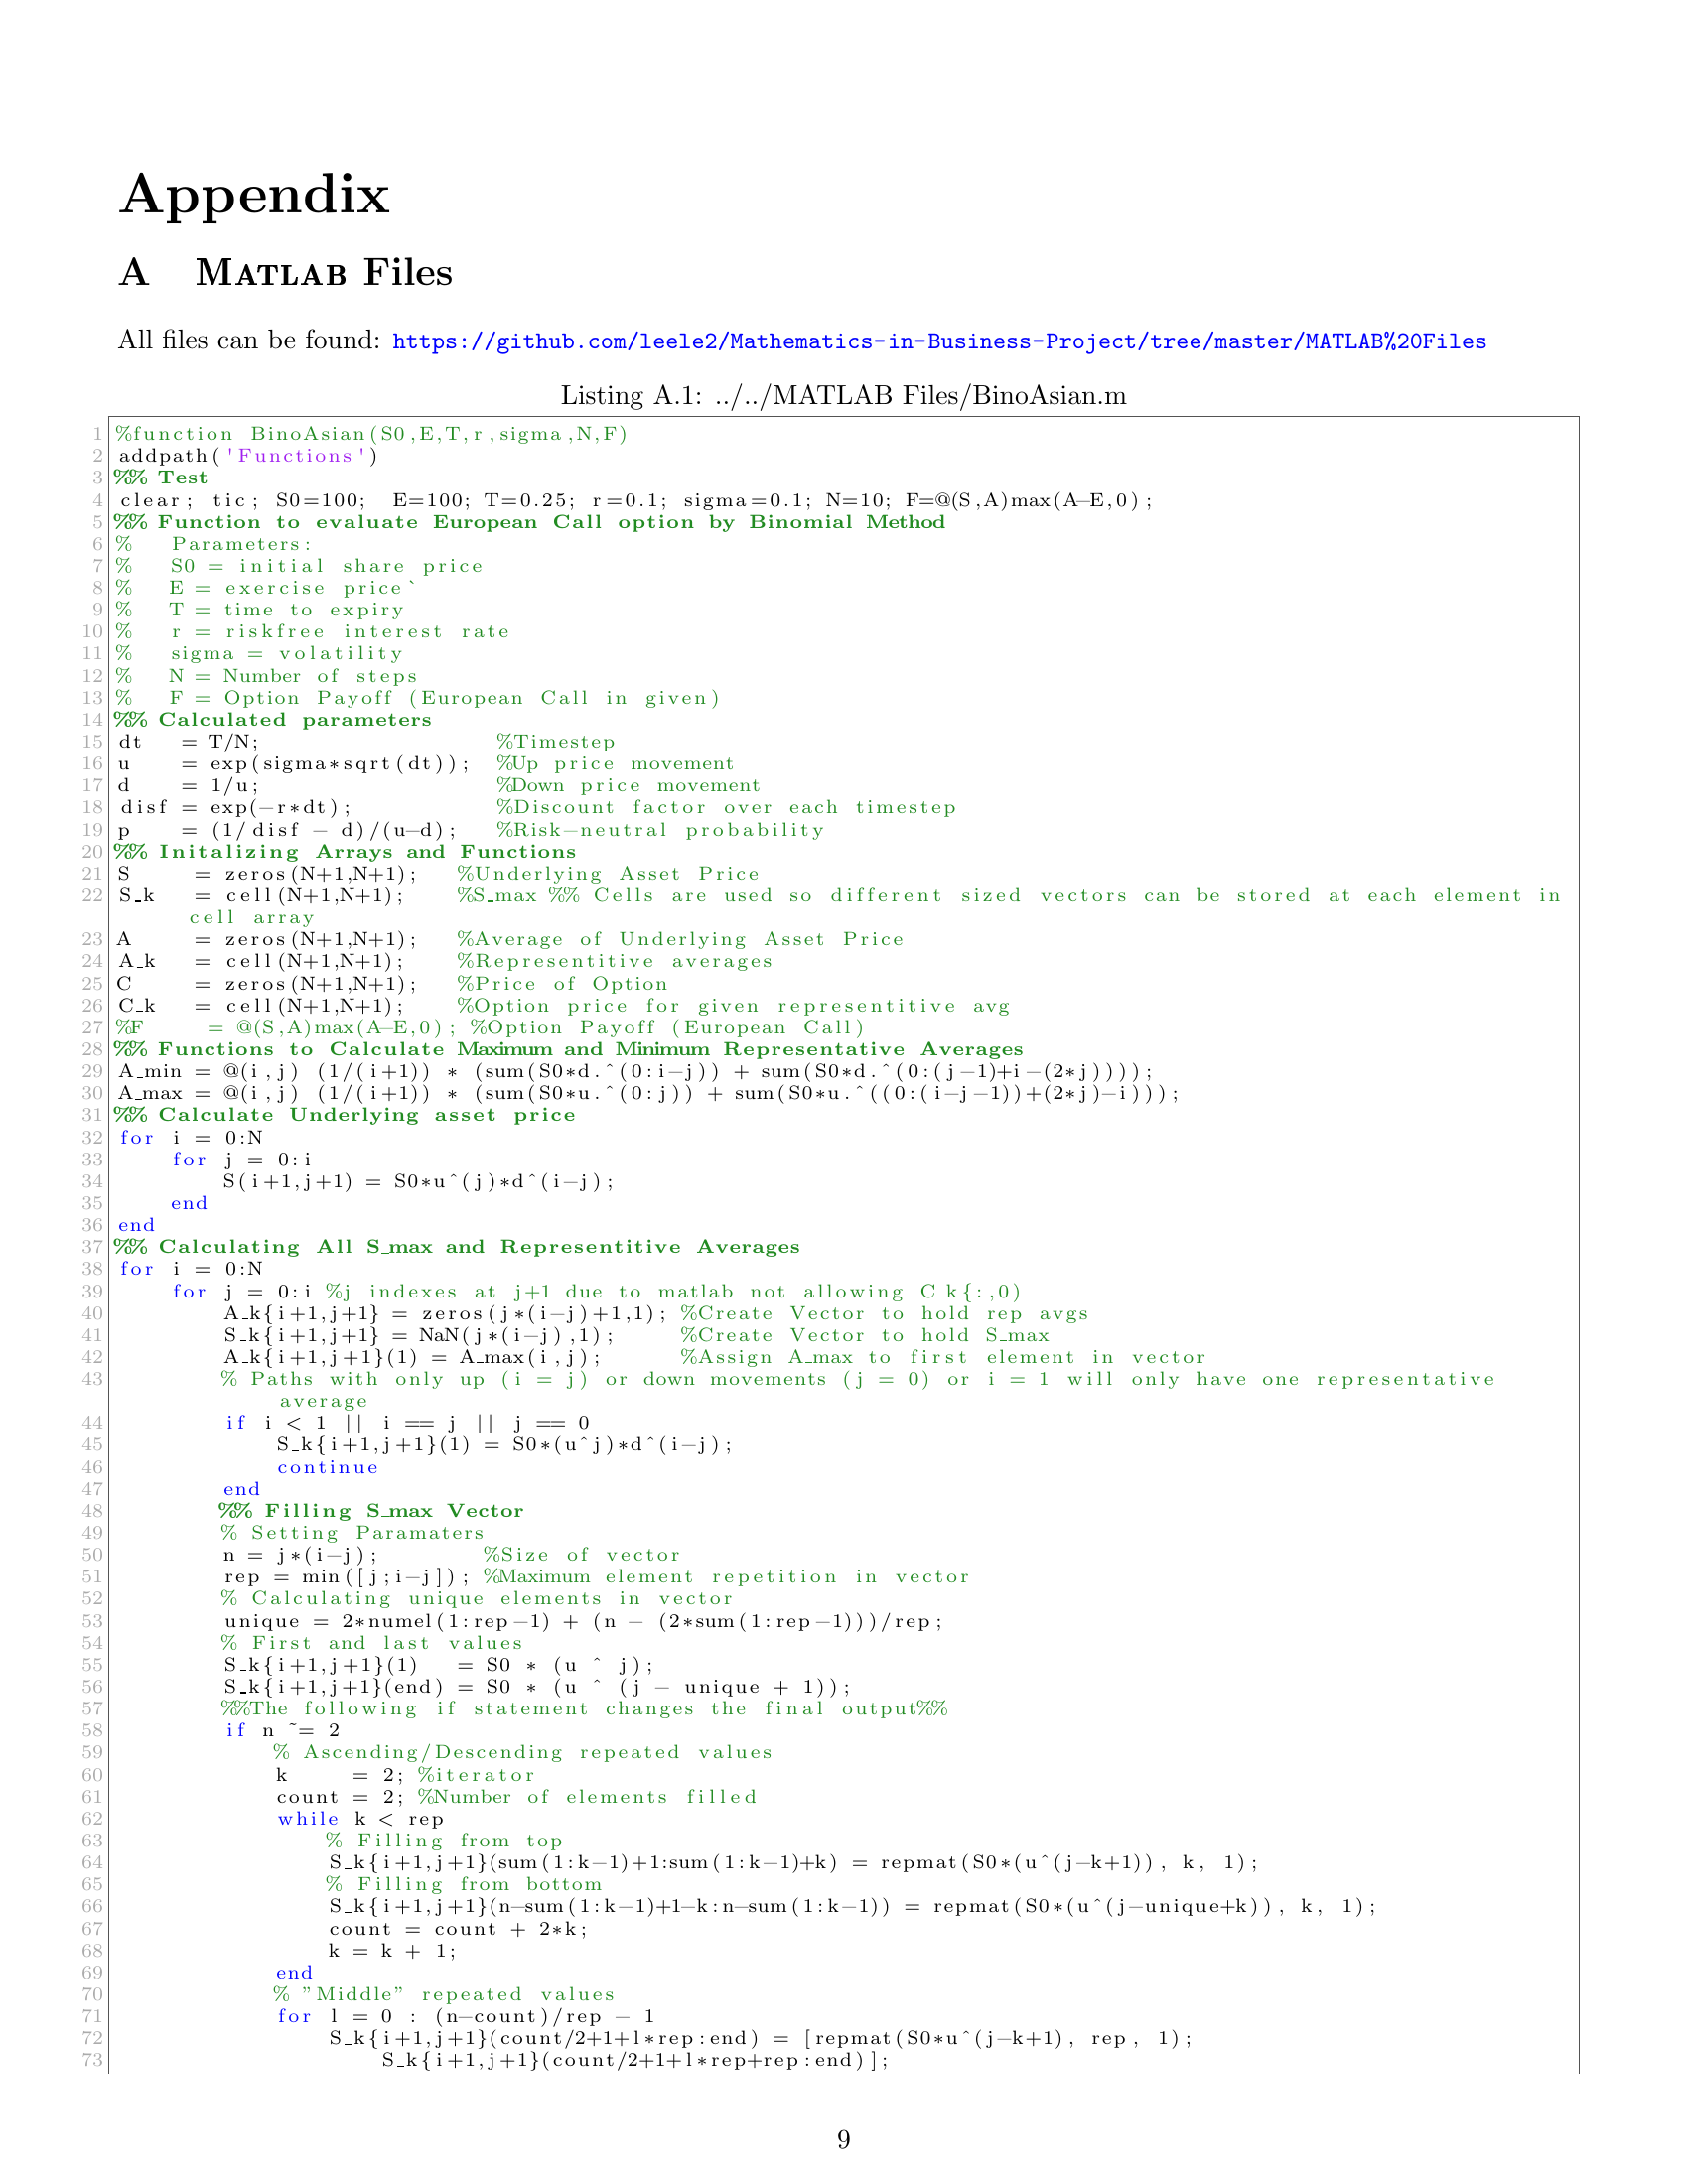 Appendix
A MATLAB Files
All files can be found: https://github.com/leele2/Mathematics-in-Business-Project/tree/master/MATLAB%20Files
Listing A.1: ../../MATLAB Files/BinoAsian.m
1 %function BinoAsian(S0,E,T,r,sigma,N,F)
2 addpath('Functions')
3 %% Test
4 clear; tic; S0=100; E=100; T=0.25; r=0.1; sigma=0.1; N=10; F=@(S,A)max(A-E,0);
5 %% Function to evaluate European Call option by Binomial Method
6 % Parameters:
7 % S0 = initial share price
8 % E = exercise price`
9 % T = time to expiry
10 % r = riskfree interest rate
11 % sigma = volatility
12 % N = Number of steps
13 % F = Option Payoff (European Call in given)
14 %% Calculated parameters
15 dt = T/N; %Timestep
16 u = exp(sigma*sqrt(dt)); %Up price movement
17 d = 1/u; %Down price movement
18 disf = exp(-r*dt); %Discount factor over each timestep
19 p = (1/disf - d)/(u-d); %Risk-neutral probability
20 %% Initalizing Arrays and Functions
21 S = zeros(N+1,N+1); %Underlying Asset Price
22 S_k = cell(N+1,N+1); %S_max %% Cells are used so different sized vectors can be stored at each element in
cell array
23 A = zeros(N+1,N+1); %Average of Underlying Asset Price
24 A_k = cell(N+1,N+1); %Representitive averages
25 C = zeros(N+1,N+1); %Price of Option
26 C_k = cell(N+1,N+1); %Option price for given representitive avg
27 %F = @(S,A)max(A-E,0); %Option Payoff (European Call)
28 %% Functions to Calculate Maximum and Minimum Representative Averages
29 A_min = @(i,j) (1/(i+1)) * (sum(S0*d.^(0:i-j)) + sum(S0*d.^(0:(j-1)+i-(2*j))));
30 A_max = @(i,j) (1/(i+1)) * (sum(S0*u.^(0:j)) + sum(S0*u.^((0:(i-j-1))+(2*j)-i)));
31 %% Calculate Underlying asset price
32 for i = 0:N
33 for j = 0:i
34 S(i+1,j+1) = S0*u^(j)*d^(i-j);
35 end
36 end
37 %% Calculating All S_max and Representitive Averages
38 for i = 0:N
39 for j = 0:i %j indexes at j+1 due to matlab not allowing C_k{:,0)
40 A_k{i+1,j+1} = zeros(j*(i-j)+1,1); %Create Vector to hold rep avgs
41 S_k{i+1,j+1} = NaN(j*(i-j),1); %Create Vector to hold S_max
42 A_k{i+1,j+1}(1) = A_max(i,j); %Assign A_max to first element in vector
43 % Paths with only up (i = j) or down movements (j = 0) or i = 1 will only have one representative
average
44 if i < 1 || i == j || j == 0
45 S_k{i+1,j+1}(1) = S0*(u^j)*d^(i-j);
46 continue
47 end
48 %% Filling S_max Vector
49 % Setting Paramaters
50 n = j*(i-j); %Size of vector
51 rep = min([j;i-j]); %Maximum element repetition in vector
52 % Calculating unique elements in vector
53 unique = 2*numel(1:rep-1) + (n - (2*sum(1:rep-1)))/rep;
54 % First and last values
55 S_k{i+1,j+1}(1) = S0 * (u ^ j);
56 S_k{i+1,j+1}(end) = S0 * (u ^ (j - unique + 1));
57 %%The following if statement changes the final output%%
58 if n ~= 2
59 % Ascending/Descending repeated values
60 k = 2; %iterator
61 count = 2; %Number of elements filled
62 while k < rep
63 % Filling from top
64 S_k{i+1,j+1}(sum(1:k-1)+1:sum(1:k-1)+k) = repmat(S0*(u^(j-k+1)), k, 1);
65 % Filling from bottom
66 S_k{i+1,j+1}(n-sum(1:k-1)+1-k:n-sum(1:k-1)) = repmat(S0*(u^(j-unique+k)), k, 1);
67 count = count + 2*k;
68 k = k + 1;
69 end
70 % "Middle" repeated values
71 for l = 0 : (n-count)/rep - 1
72 S_k{i+1,j+1}(count/2+1+l*rep:end) = [repmat(S0*u^(j-k+1), rep, 1);
73 S_k{i+1,j+1}(count/2+1+l*rep+rep:end)];
9